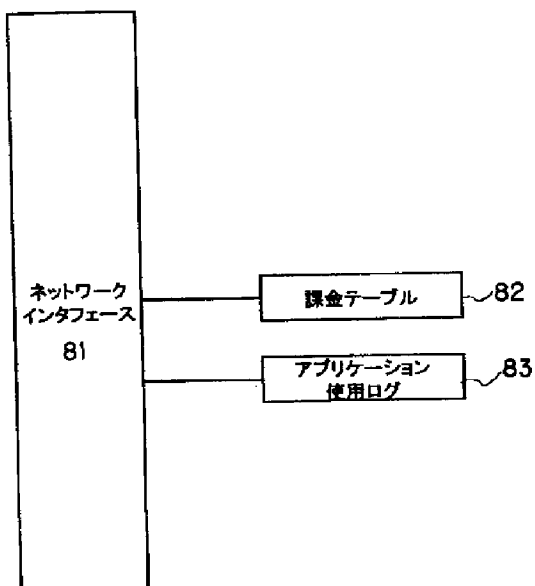 ネットワーク
インタフェース
81
課金テーブル
82
アプリケーション
使用ログ
83